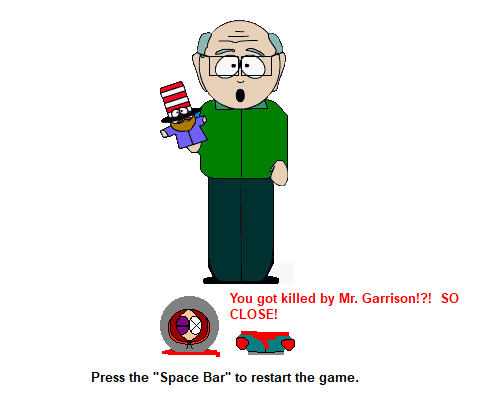 You got killed by Mr. Garrison!?!  SO
CLOSE!
Press the "Space Bar" to restart the game.